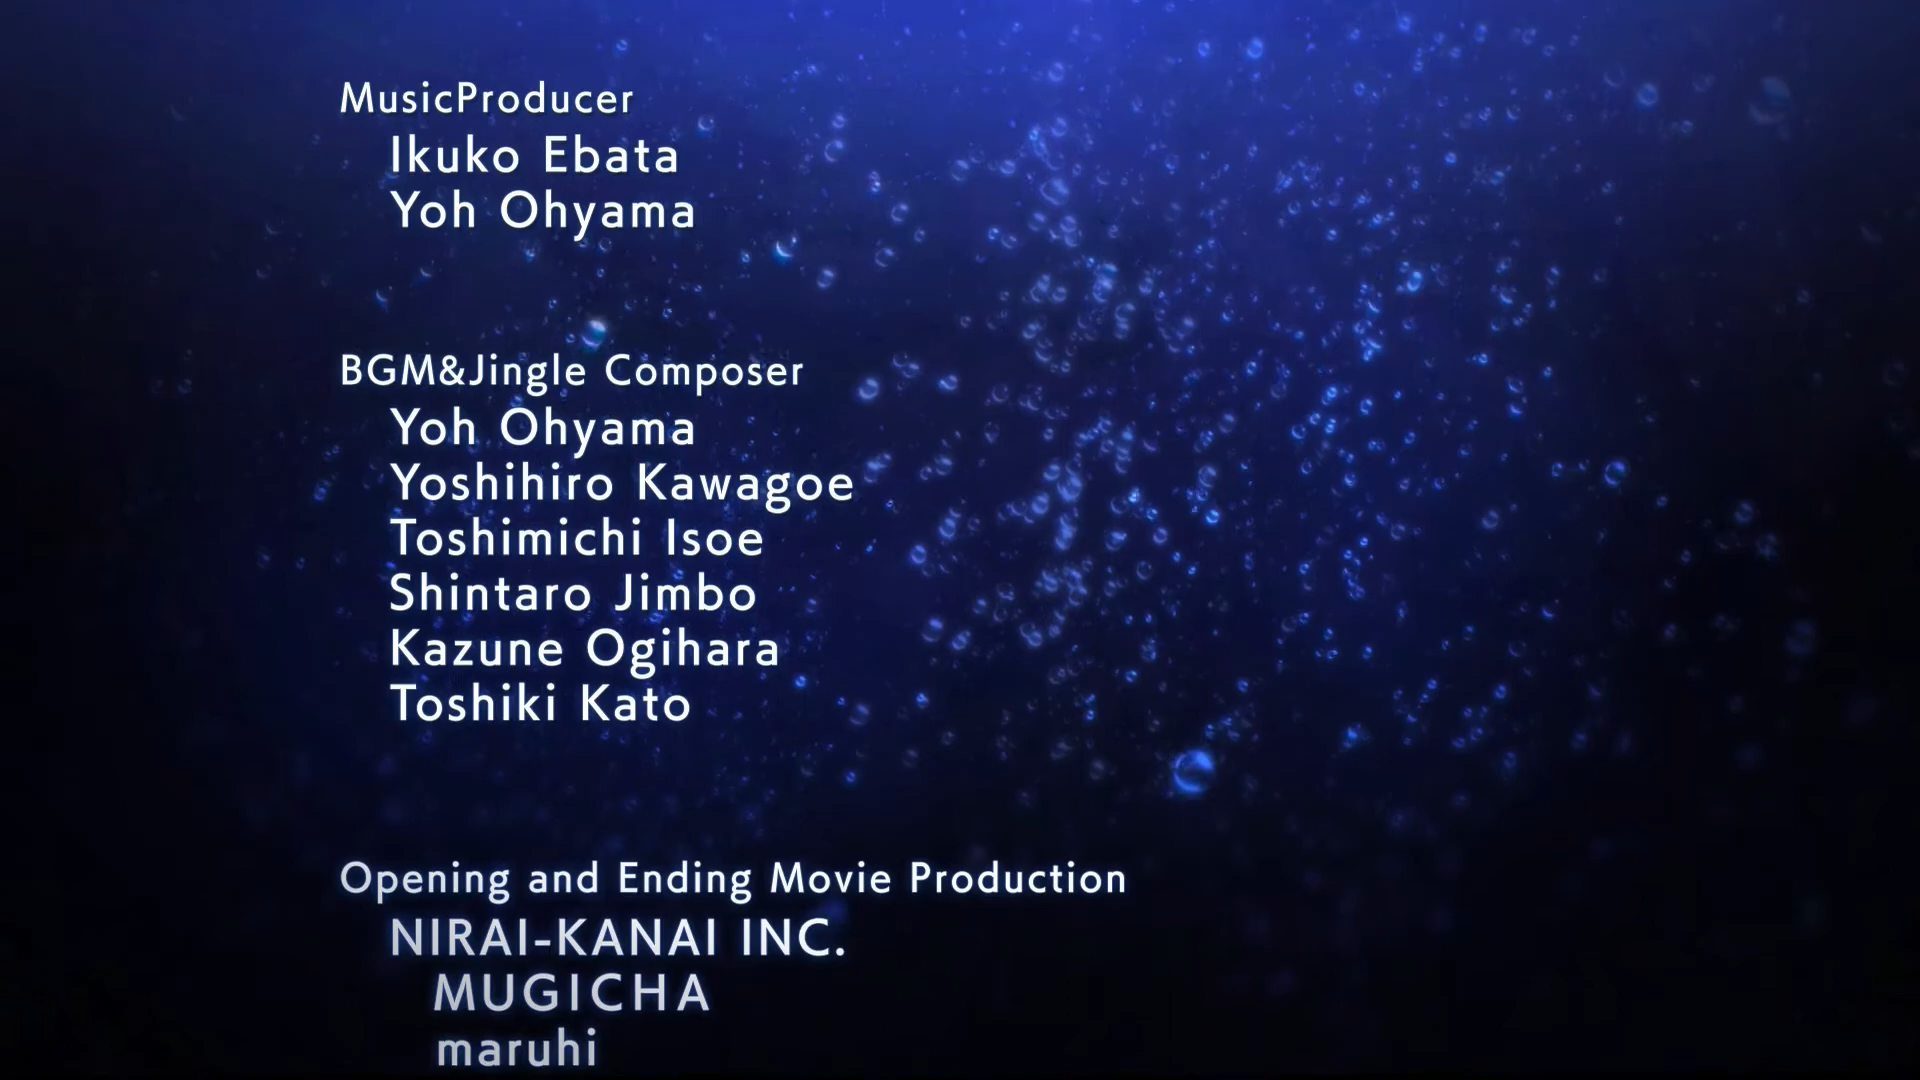 MusicProducer
Ikuko Ebata
Yoh Ohyama
BGM&Jingle Composer
Yoh Ohyama
Yoshihiro Kawagoe
Toshimichi Isoe
Shintaro Jimbo
Kazune Ogihara
Toshiki Kato
Opening and Ending Movie Production
NIRAI-KANAI INC.
MUGICHA
maruhi